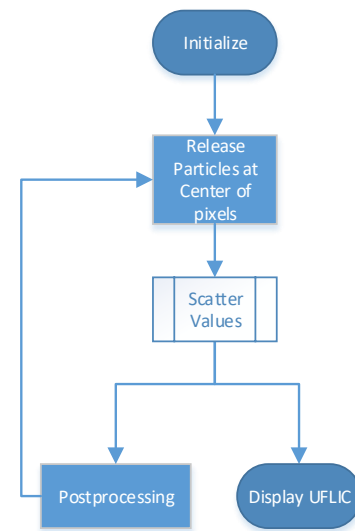 Initialize
Release
Particles at
Center of
pixels
Scatter
Values
Postprocessing
Display UFLIC